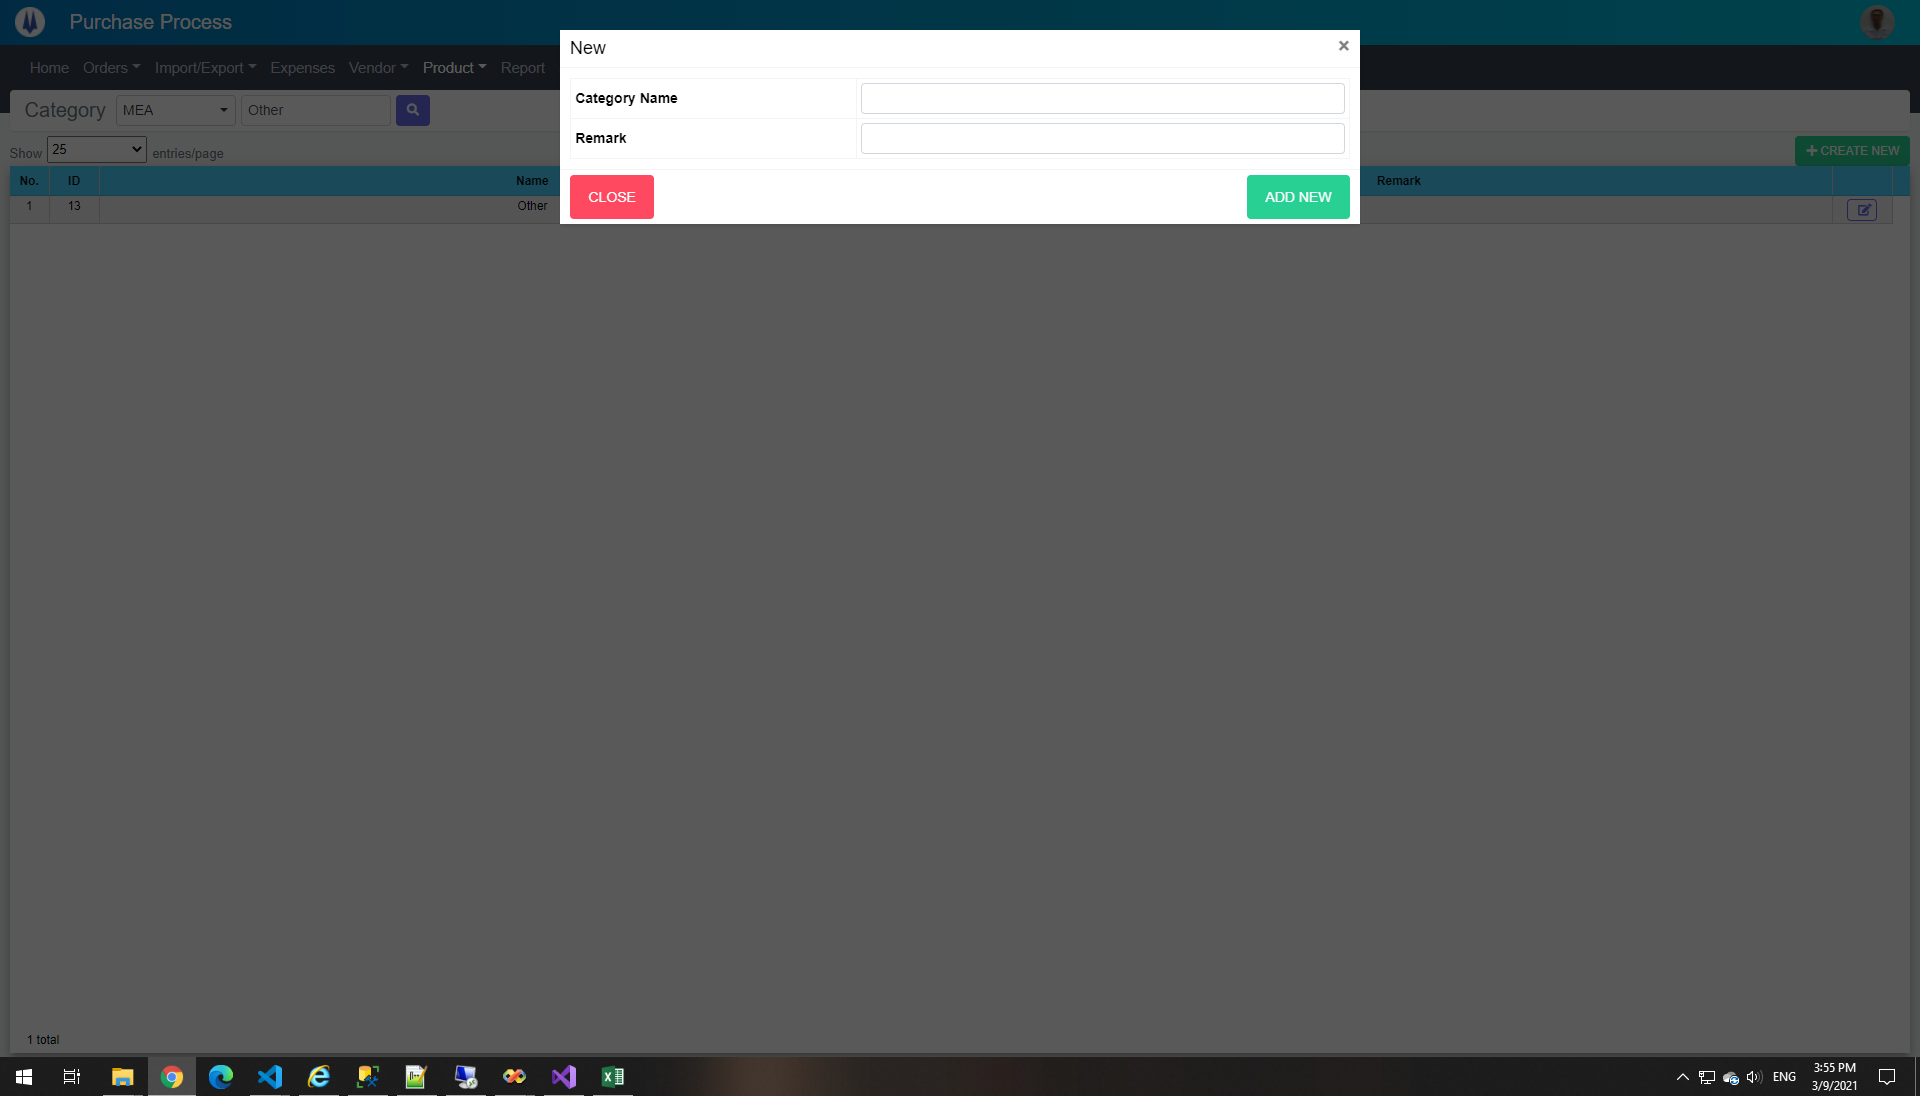 Purchase Process
Home Orders Import/Export Expenses Vendor Product Report
New ×
Category MEA Other
Category Name
Remark
Show 25 entries/page
CREATE NEW
CLOSE ADD NEW
No. ID Name Remark
1 13 Other
1 total
ENG
3:55 PM
3/9/2021